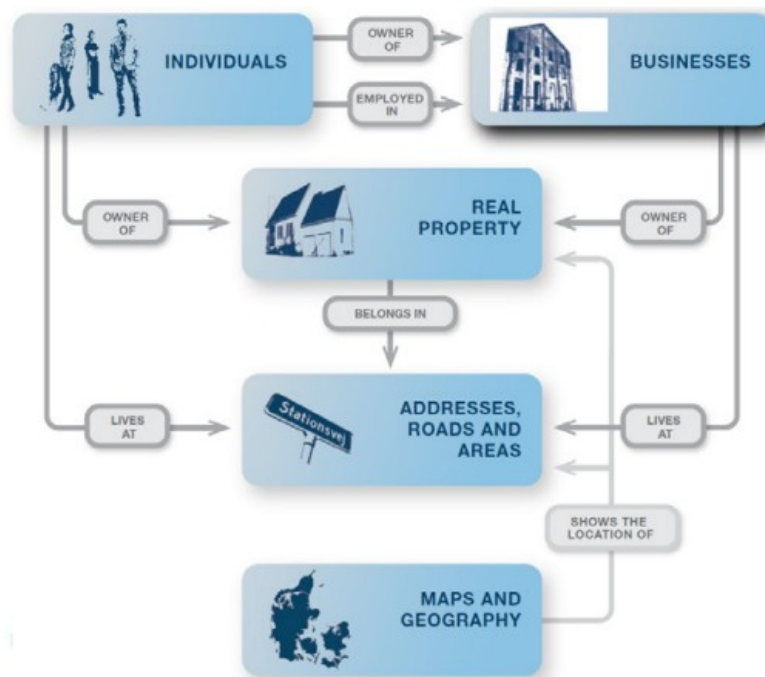 INDIVIDUALS
OWNER
OF
EMPLOYED
IN
BUSINESSES
OWNER
OF
REAL
PROPERTY
OWNER
OF
BELONGS IN
LIVES
AT
Stationsvej
ADDRESSES,
ROADS AND
AREAS
LIVES
AT
SHOWS THE
LOCATION OF
MAPS AND
GEOGRAPHY